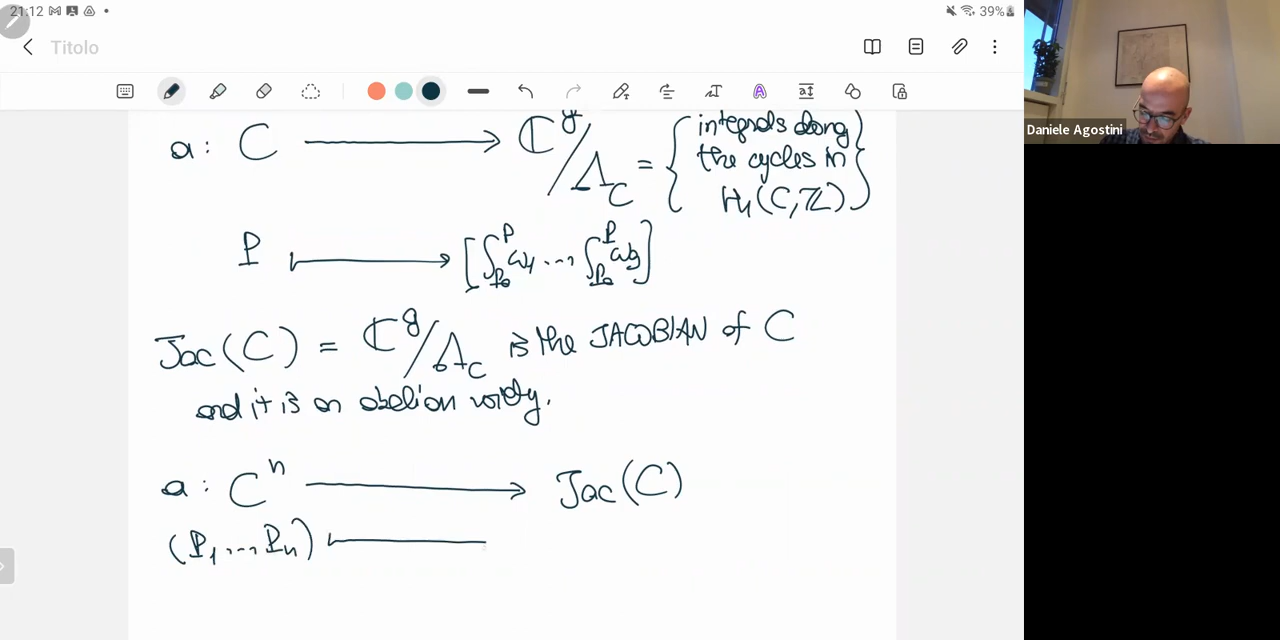 21:12
39%
Titolo
Daniele Agostini
a: C ⟶ ℂ^g/Λ_C = { integrals along the cycles in H₁(C,ℤ) }
P ⟼ [∫_{P₀}^P ω₁ ... ∫_{P₀}^P ω_g]
Jac(C) = ℂ^g/Λ_C is the JACOBIAN of C
and it is an abelian variety.
a: C^n ⟶ Jac(C)
(P₁ ... P_n) ⟼